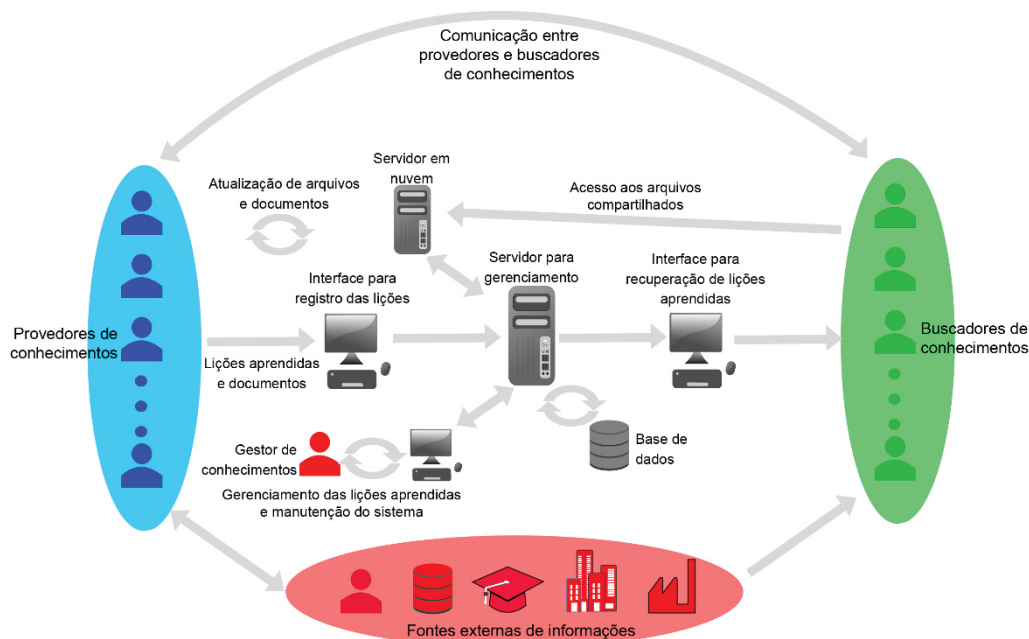 Comunicação entre
provedores e buscadores
de conhecimentos
Servidor em
nuvem
Atualização de arquivos
e documentos
Acesso aos arquivos
compartilhados
Interface para
registro das lições
Servidor para
gerenciamento
Interface para
recuperação de lições
aprendidas
Provedores de
conhecimentos
Buscadores de
conhecimentos
Lições aprendidas
e documentos
Gestor de
conhecimentos
Base de
dados
Gerenciamento das lições aprendidas
e manutenção do sistema
Fontes externas de informações